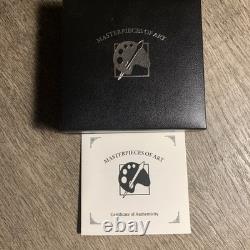 MASTERPIECES OF ART
MASTERPIECES OF ART
Certificate of Authenticity